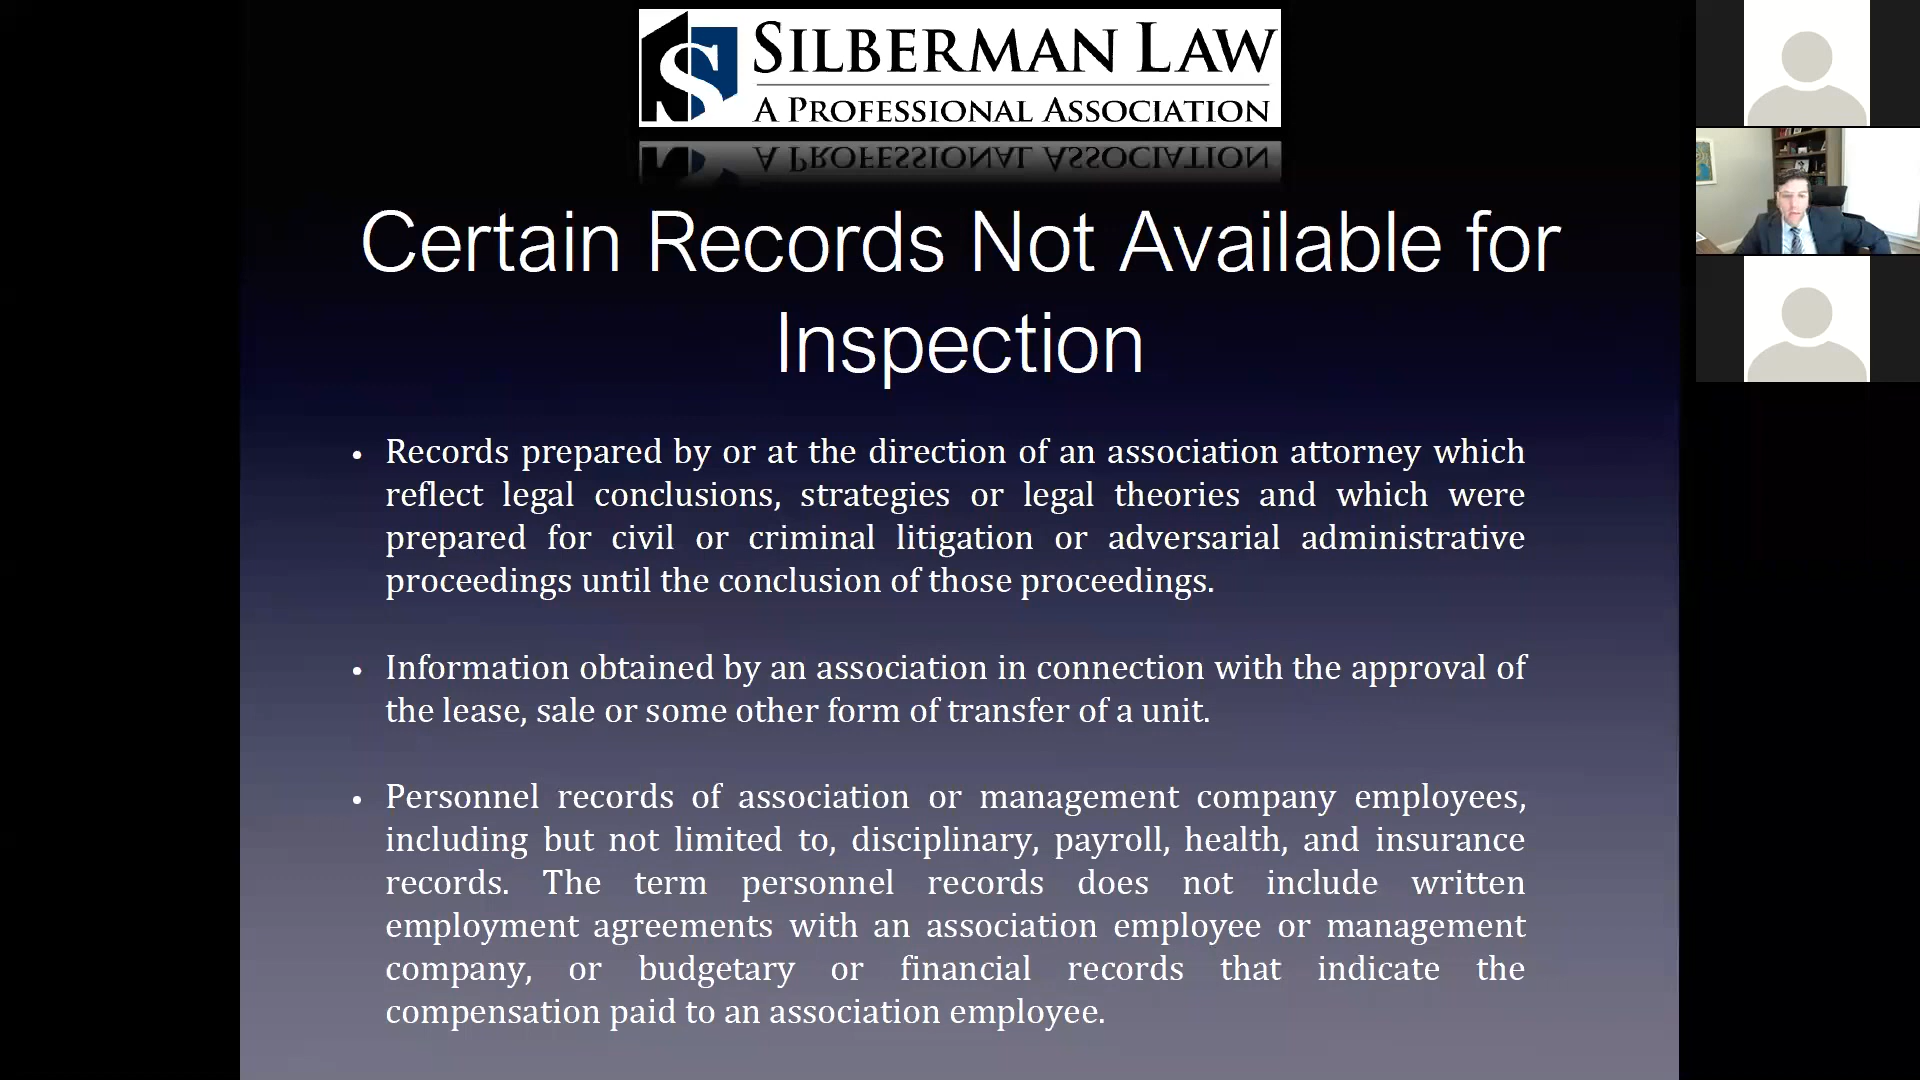 SILBERMAN LAW
A PROFESSIONAL ASSOCIATION
Certain Records Not Available for
Inspection
• Records prepared by or at the direction of an association attorney which
reflect legal conclusions, strategies or legal theories and which were
prepared for civil or criminal litigation or adversarial administrative
proceedings until the conclusion of those proceedings.
• Information obtained by an association in connection with the approval of
the lease, sale or some other form of transfer of a unit.
• Personnel records of association or management company employees,
including but not limited to, disciplinary, payroll, health, and insurance
records. The term personnel records does not include written
employment agreements with an association employee or management
company, or budgetary or financial records that indicate the
compensation paid to an association employee.